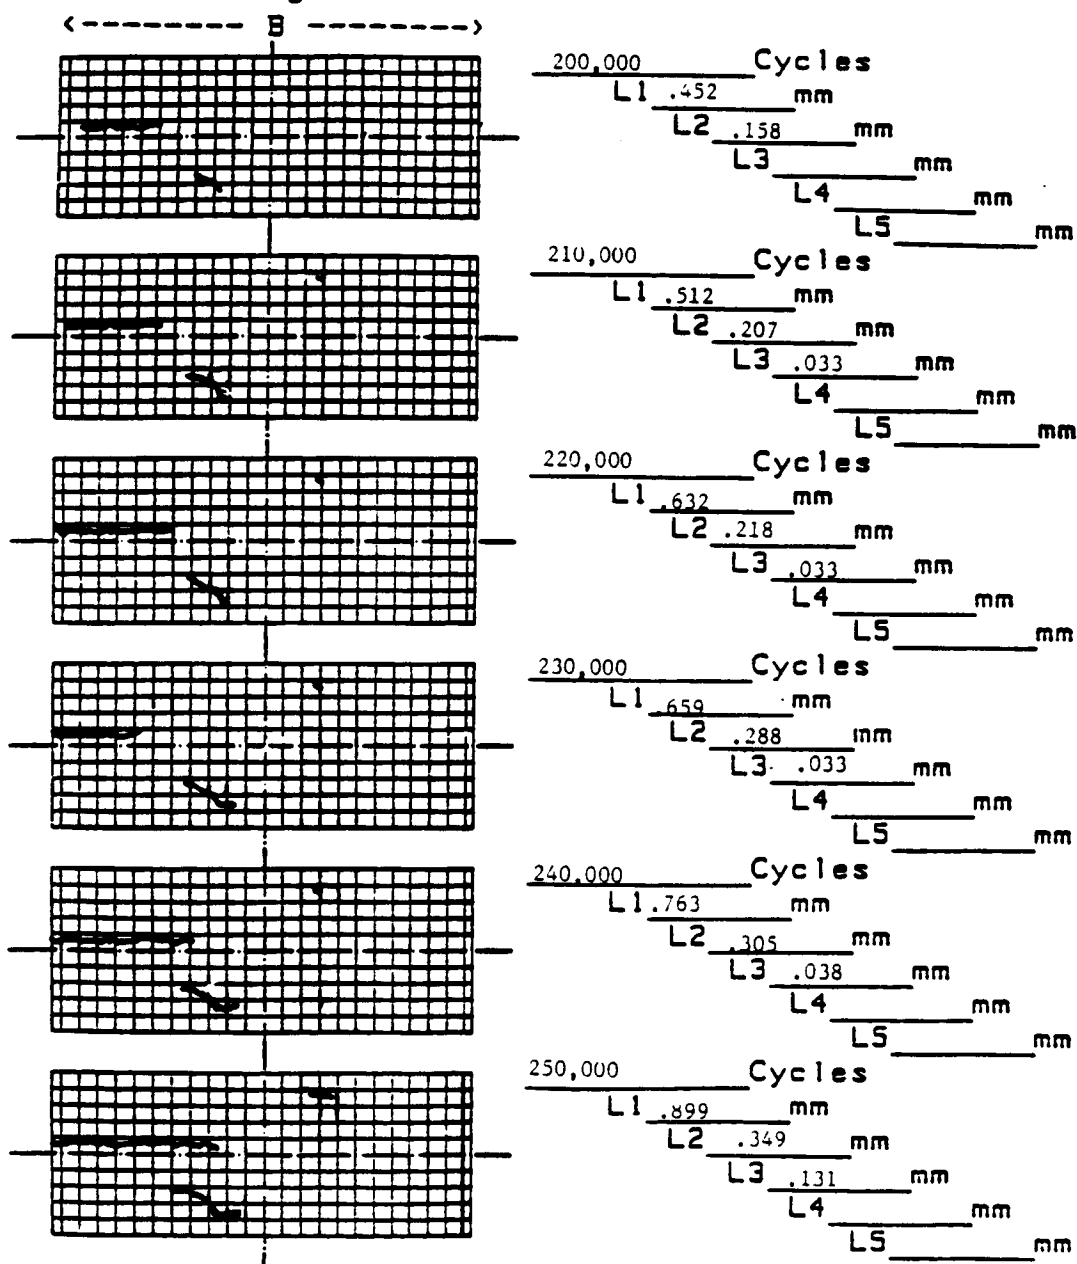 B
200,000 Cycles
L1 .452 mm
L2 .158 mm
L3 mm
L4 mm
L5 mm
210,000 Cycles
L1 .512 mm
L2 .207 mm
L3 .033 mm
L4 mm
L5 mm
220,000 Cycles
L1 .632 mm
L2 .218 mm
L3 .033 mm
L4 mm
L5 mm
230,000 Cycles
L1 .659 mm
L2 .288 mm
L3 .033 mm
L4 mm
L5 mm
240,000 Cycles
L1 .763 mm
L2 .305 mm
L3 .038 mm
L4 mm
L5 mm
250,000 Cycles
L1 .899 mm
L2 .349 mm
L3 .131 mm
L4 mm
L5 mm